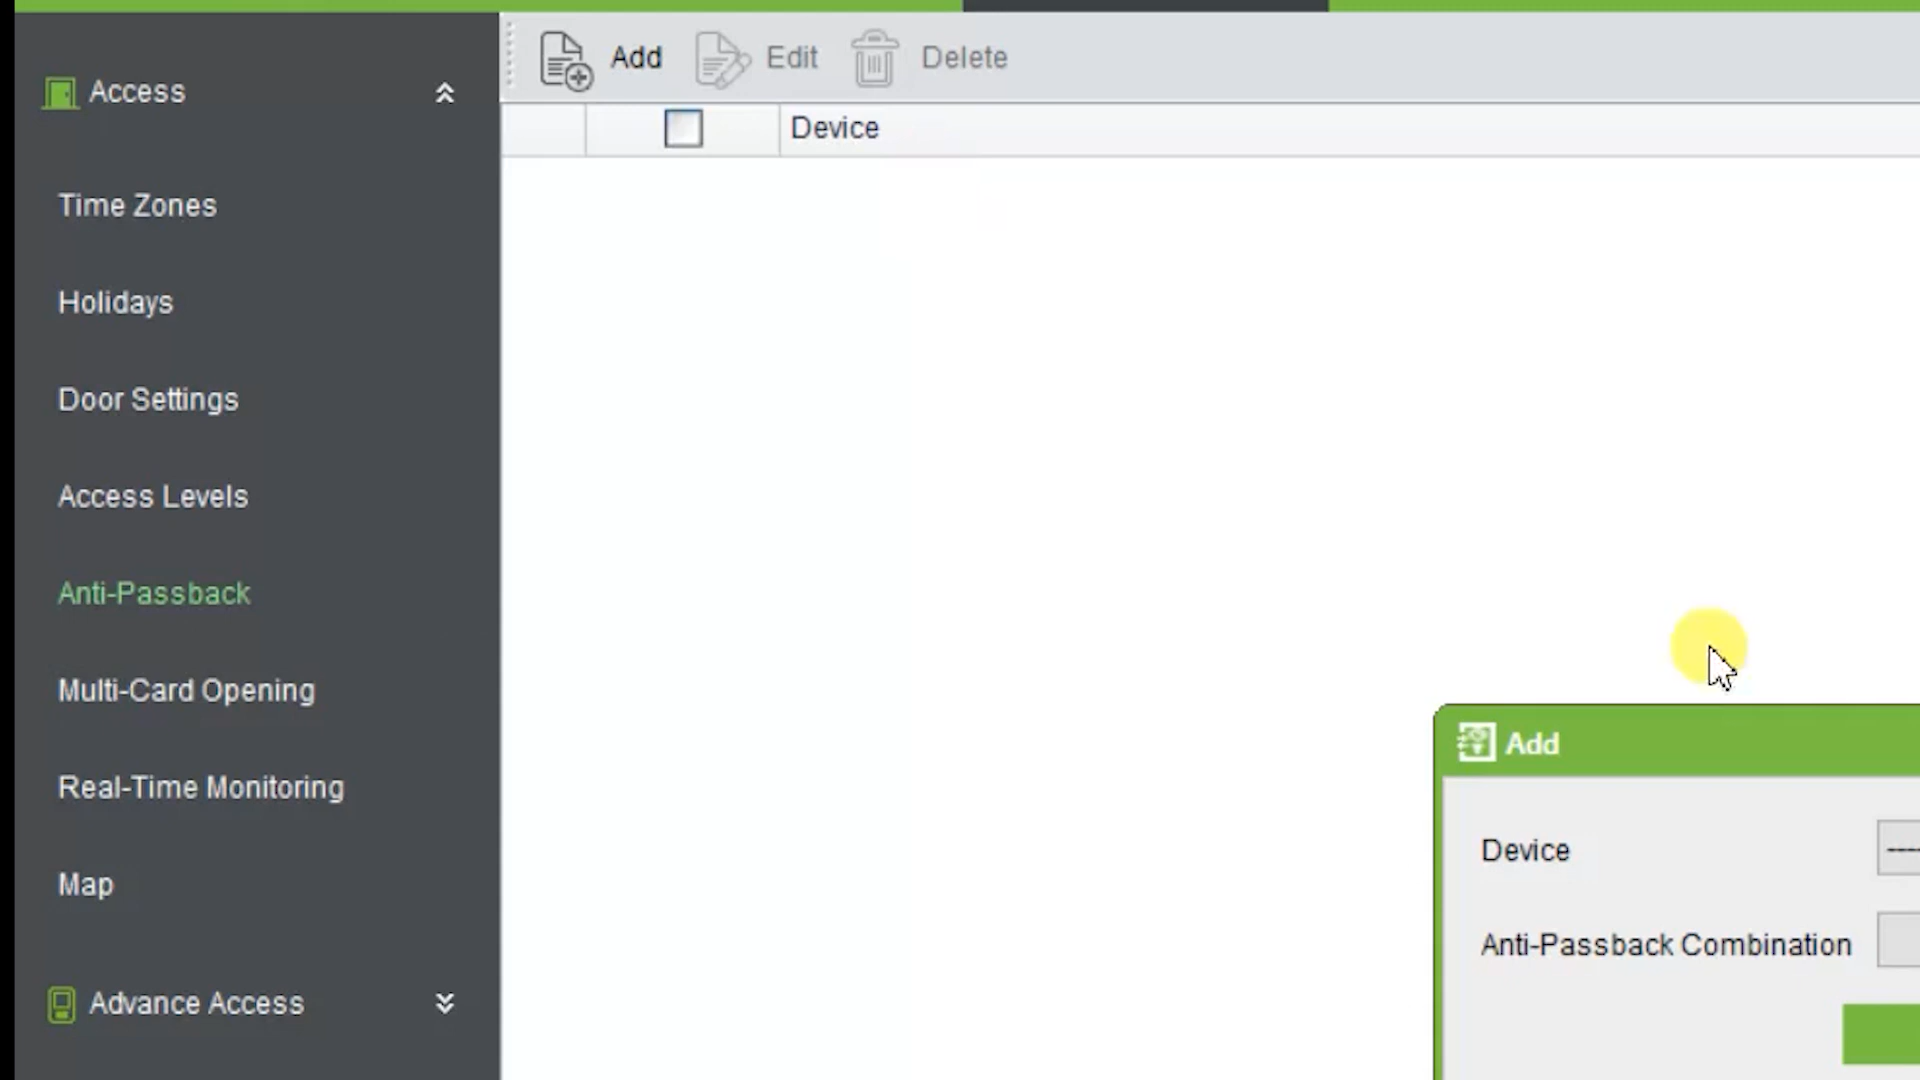 Access
Time Zones
Holidays
Door Settings
Access Levels
Anti-Passback
Multi-Card Opening
Real-Time Monitoring
Map
Advance Access
Add Edit Delete
Device
Add
Device ----
Anti-Passback Combination